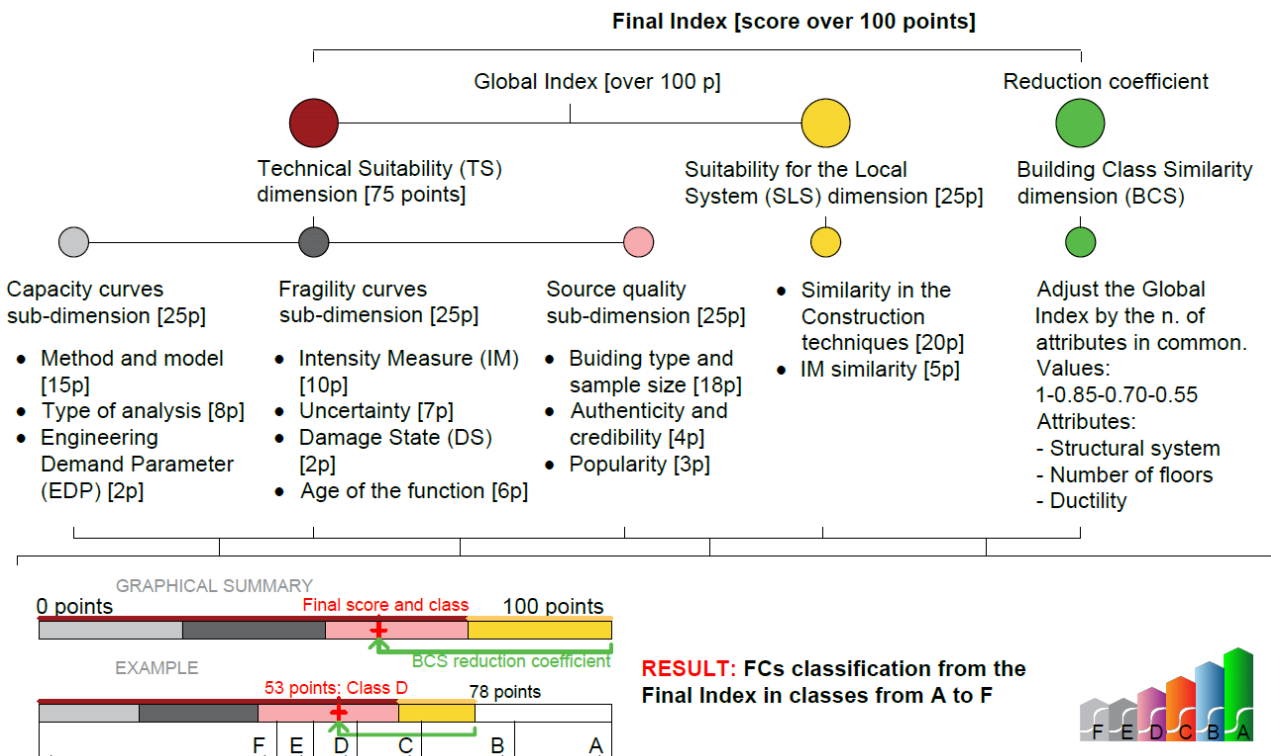 Final Index [score over 100 points]
Global Index [over 100 p]
Reduction coefficient
Technical Suitability (TS)
dimension [75 points]
Suitability for the Local
System (SLS) dimension [25p]
Building Class Similarity
dimension (BCS)
Capacity curves
sub-dimension [25p]
● Method and model
[15p]
● Type of analysis [8p]
● Engineering
Demand Parameter
(EDP) [2p]
Fragility curves
sub-dimension [25p]
● Intensity Measure (IM)
[10p]
● Uncertainty [7p]
● Damage State (DS)
[2p]
● Age of the function [6p]
Source quality
sub-dimension [25p]
● Buiding type and
sample size [18p]
● Authenticity and
credibility [4p]
● Popularity [3p]
● Similarity in the
Construction
techniques [20p]
● IM similarity [5p]
Adjust the Global
Index by the n. of
attributes in common.
Values:
1-0.85-0.70-0.55
Attributes:
- Structural system
- Number of floors
- Ductility
GRAPHICAL SUMMARY
0 points
Final score and class
100 points
BCS reduction coefficient
EXAMPLE
53 points: Class D
78 points
F E D C B A
RESULT: FCs classification from the
Final Index in classes from A to F
F E D C B A